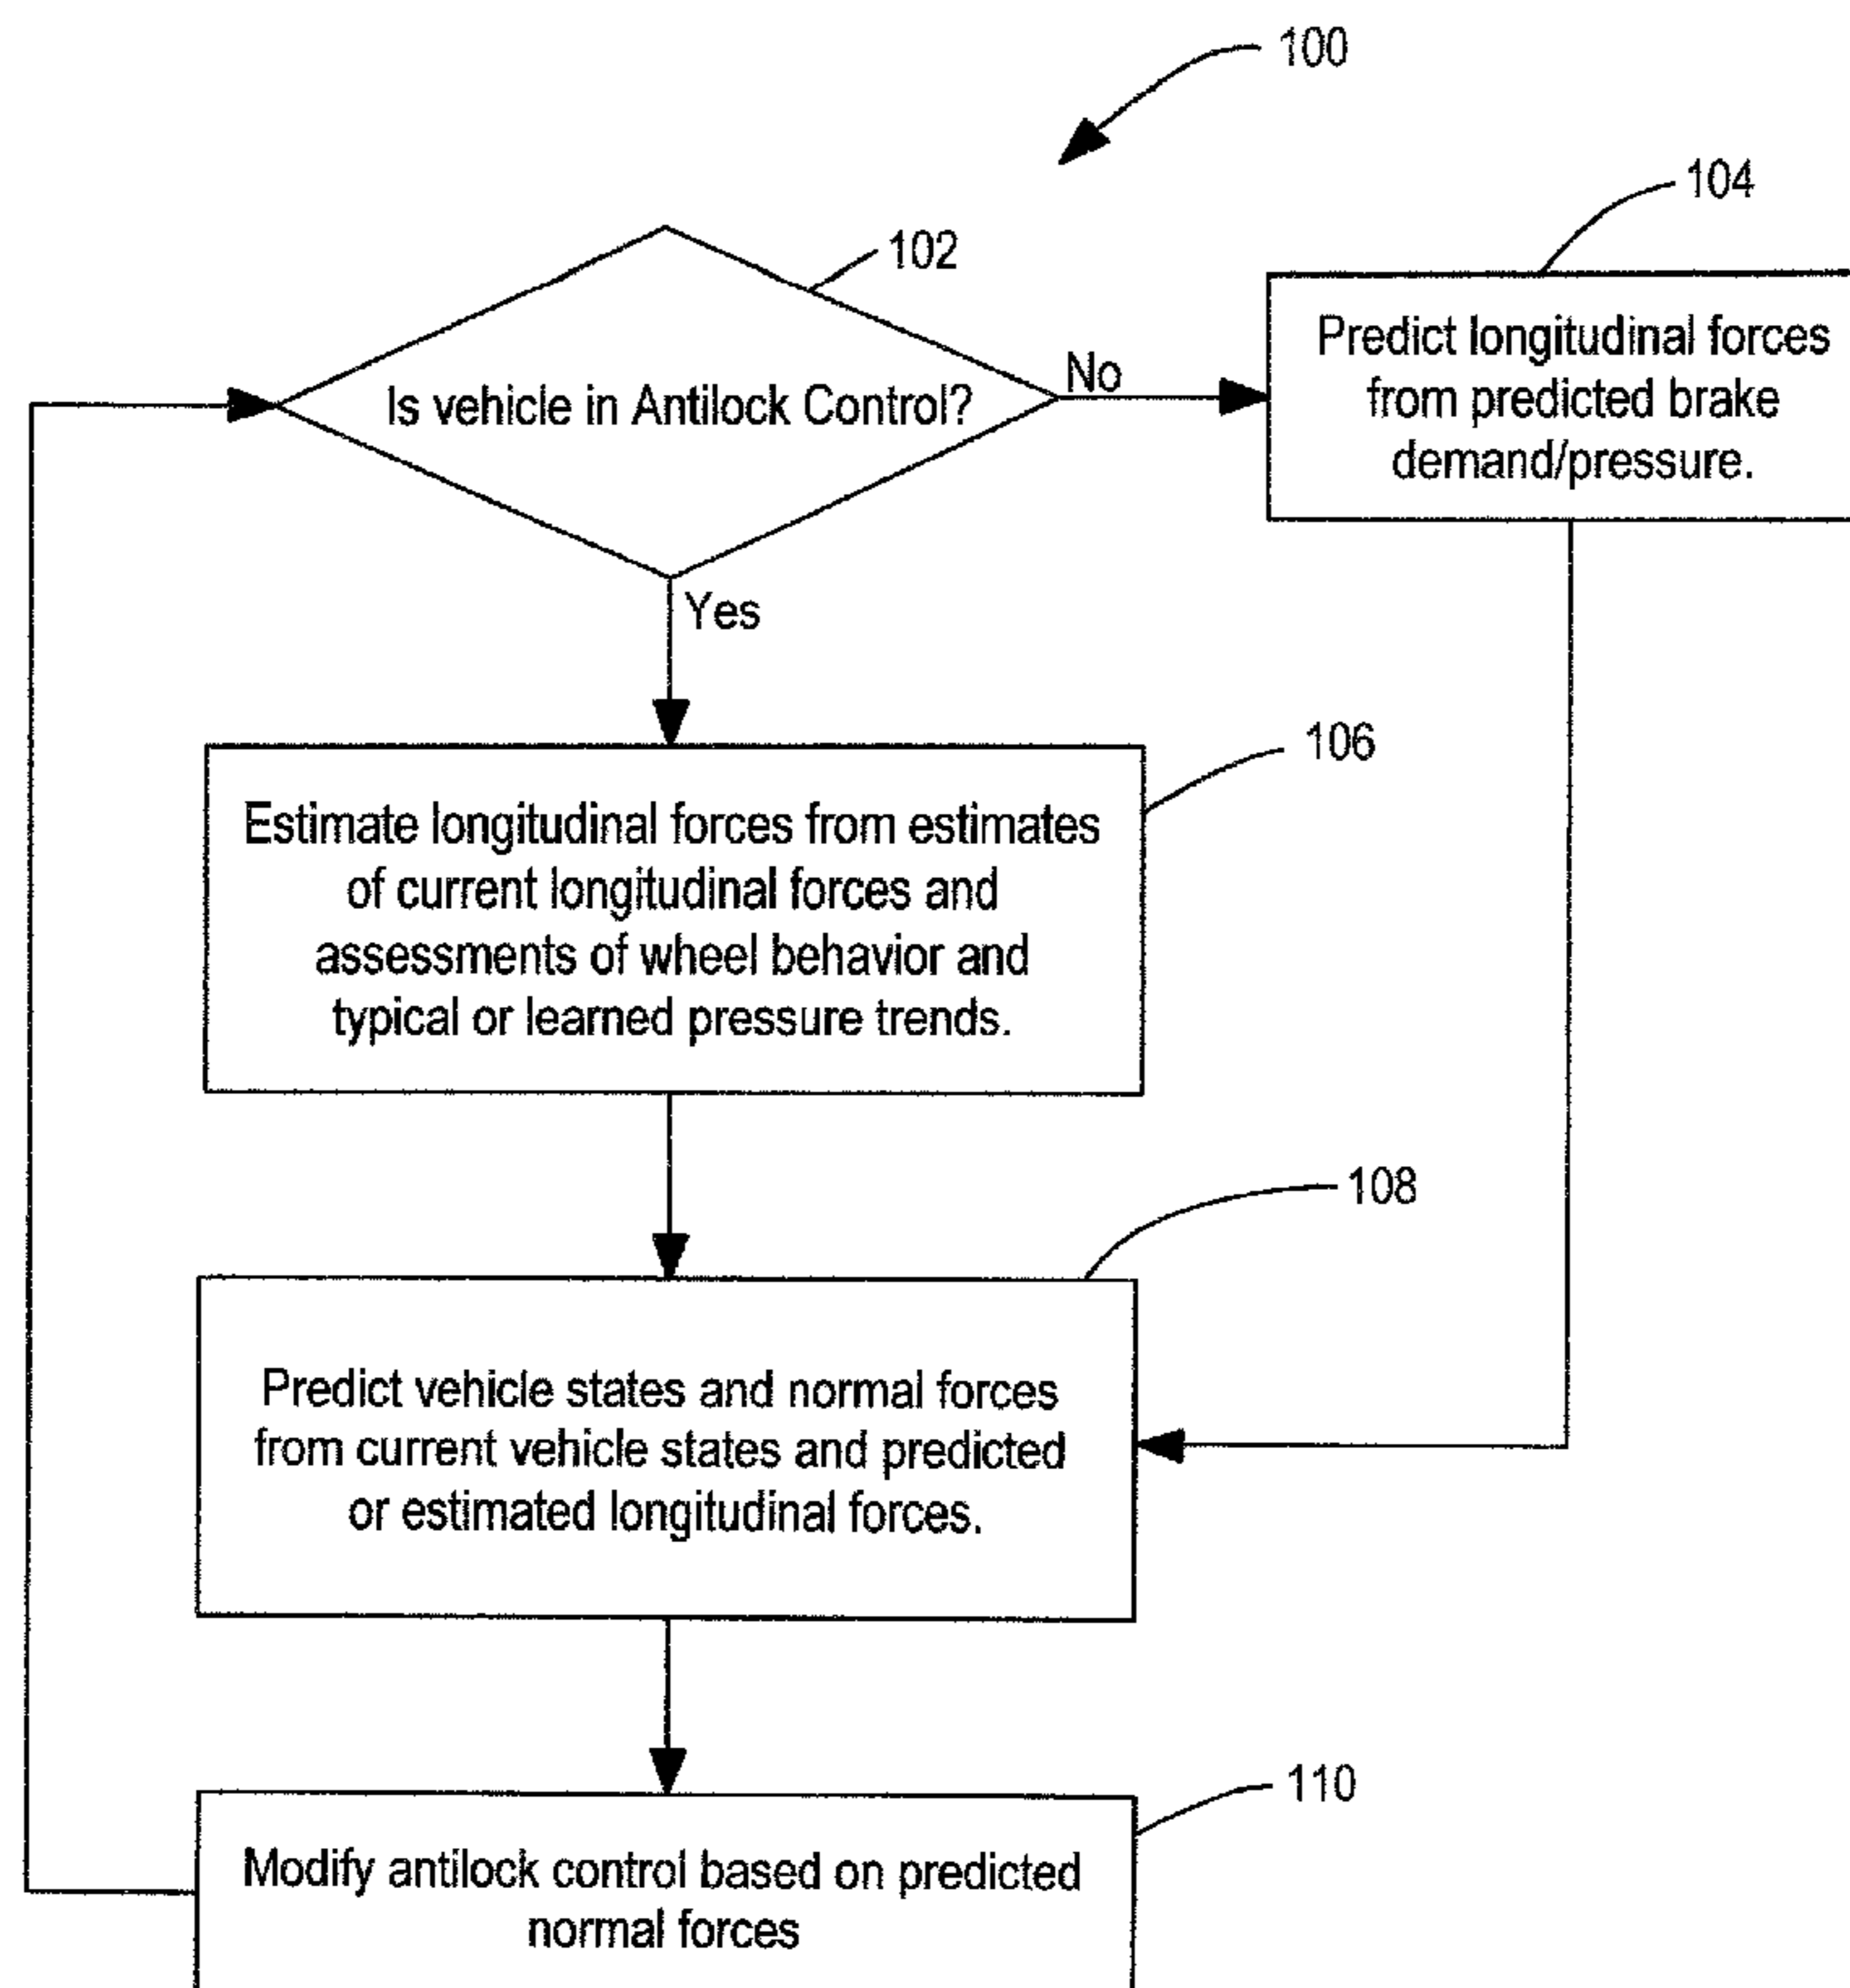 100
104
102
Predict longitudinal forces
from predicted brake
demand/pressure.
No
Is vehicle in Antilock Control?
Yes
106
Estimate longitudinal forces from estimates
of current longitudinal forces and
assessments of wheel behavior and
typical or learned pressure trends.
108
Predict vehicle states and normal forces
from current vehicle states and predicted
or estimated longitudinal forces.
110
Modify antilock control based on predicted
normal forces